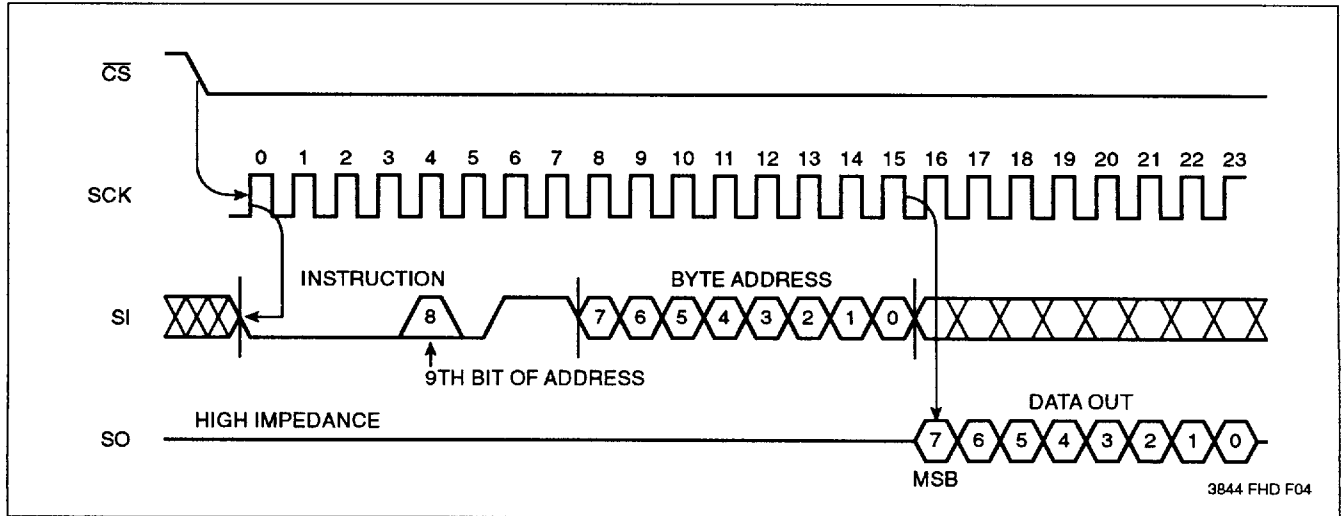 C̅S̅
0 1 2 3 4 5 6 7 8 9 10 11 12 13 14 15 16 17 18 19 20 21 22 23
SCK
INSTRUCTION BYTE ADDRESS
SI 8 7 6 5 4 3 2 1 0
9TH BIT OF ADDRESS
HIGH IMPEDANCE DATA OUT
SO 7 6 5 4 3 2 1 0
MSB
3844 FHD F04